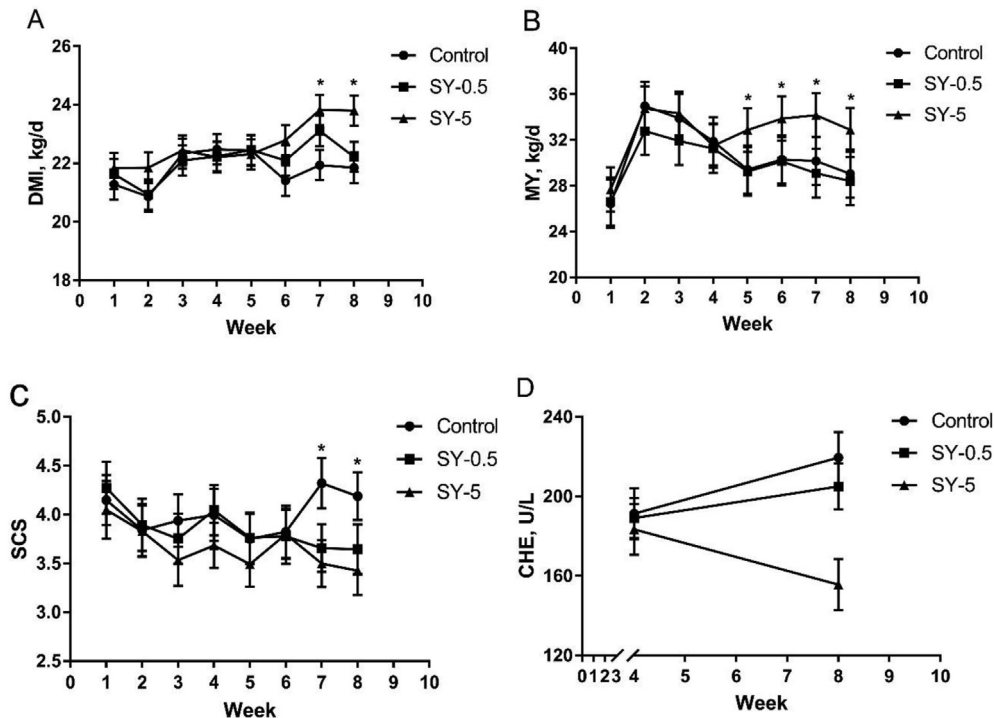 A
26
24
22
20
18
DMI, kg/d
* *
Control
SY-0.5
SY-5
0 1 2 3 4 5 6 7 8 9 10
Week
B
36
32
28
24
20
MY, kg/d
* * * *
Control
SY-0.5
SY-5
0 1 2 3 4 5 6 7 8 9 10
Week
C
5.0
4.5
4.0
3.5
3.0
2.5
SCS
* *
Control
SY-0.5
SY-5
0 1 2 3 4 5 6 7 8 9 10
Week
D
240
200
160
120
CHE, U/L
Control
SY-0.5
SY-5
0 1 2 3 4 5 6 7 8 9 10
Week